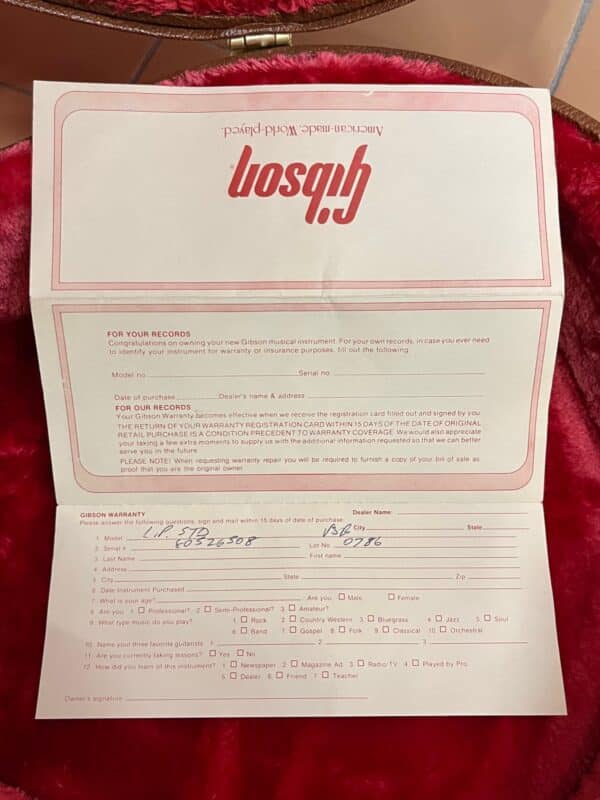 American-made. World-played.
Gibson
FOR YOUR RECORDS
Congratulations on owning your new Gibson musical instrument. For your own records, in case you ever need
to identify your instrument for warranty or insurance purposes, fill out the following:
Model no. Serial no.
Date of purchase Dealer's name & address
FOR OUR RECORDS
Your Gibson Warranty becomes effective when we receive the registration card filled out and signed by you.
THE RETURN OF YOUR WARRANTY REGISTRATION CARD WITHIN 15 DAYS OF THE DATE OF ORIGINAL
RETAIL PURCHASE IS A CONDITION PRECEDENT TO WARRANTY COVERAGE. We would also appreciate
your taking a few extra moments to supply us with the additional information requested so that we can better
serve you in the future.
PLEASE NOTE: When requesting warranty repair you will be required to furnish a copy of your bill of sale as
proof that you are the original owner.
GIBSON WARRANTY Dealer Name:
Please answer the following questions, sign and mail within 15 days of date of purchase. City State
1. Model L.P. STD
2. Serial # 80526508 Lot No. 0786
3. Last Name First name
4. Address
5. City State Zip
6. Date Instrument Purchased
7. What is your age? Are you Male Female
8. Are you 1 Professional? 2 Semi-Professional? 3 Amateur?
9. What type music do you play? 1 Rock 2 Country Western 3 Bluegrass 4 Jazz 5 Soul
6 Band 7 Gospel 8 Folk 9 Classical 10 Orchestral
10. Name your three favorite guitarists 1. 2. 3.
11. Are you currently taking lessons? Yes No
12. How did you learn of this instrument? 1 Newspaper 2 Magazine Ad 3 Radio/TV 4 Played by Pro.
5 Dealer 6 Friend 7 Teacher
Owner's signature